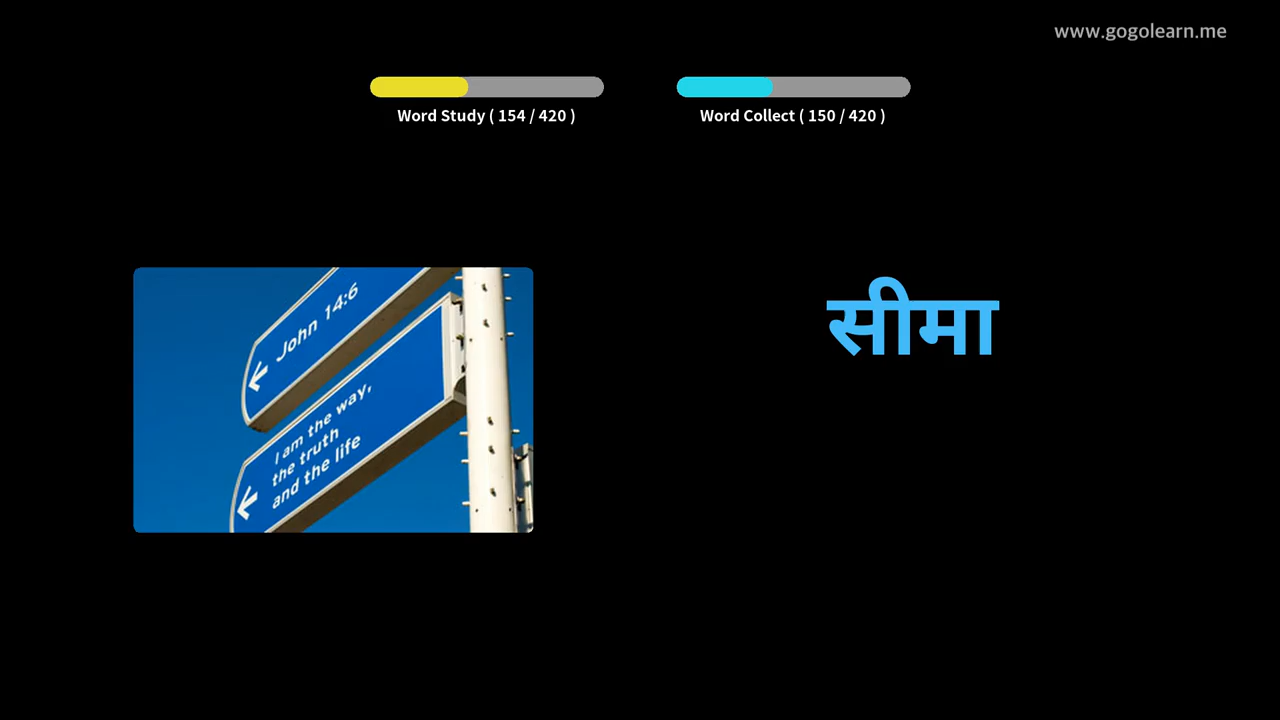 www.gogolearn.me
Word Study ( 154 / 420 )
Word Collect ( 150 / 420 )
John 14:6
I am the way,
the truth
and the life
सीमा